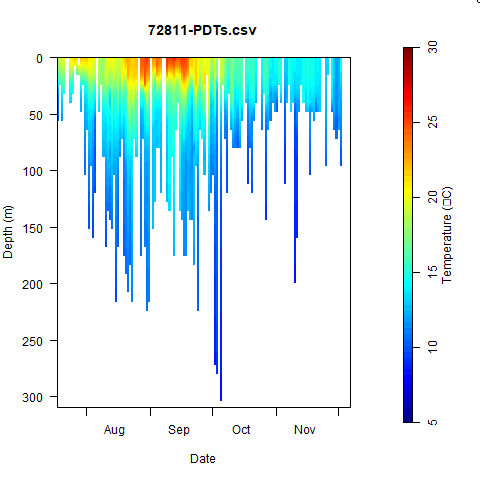 72811-PDTs.csv
0
50
100
150
200
250
300
Depth (m)
Aug
Sep
Oct
Nov
Date
30
25
20
15
10
5
Temperature (□C)